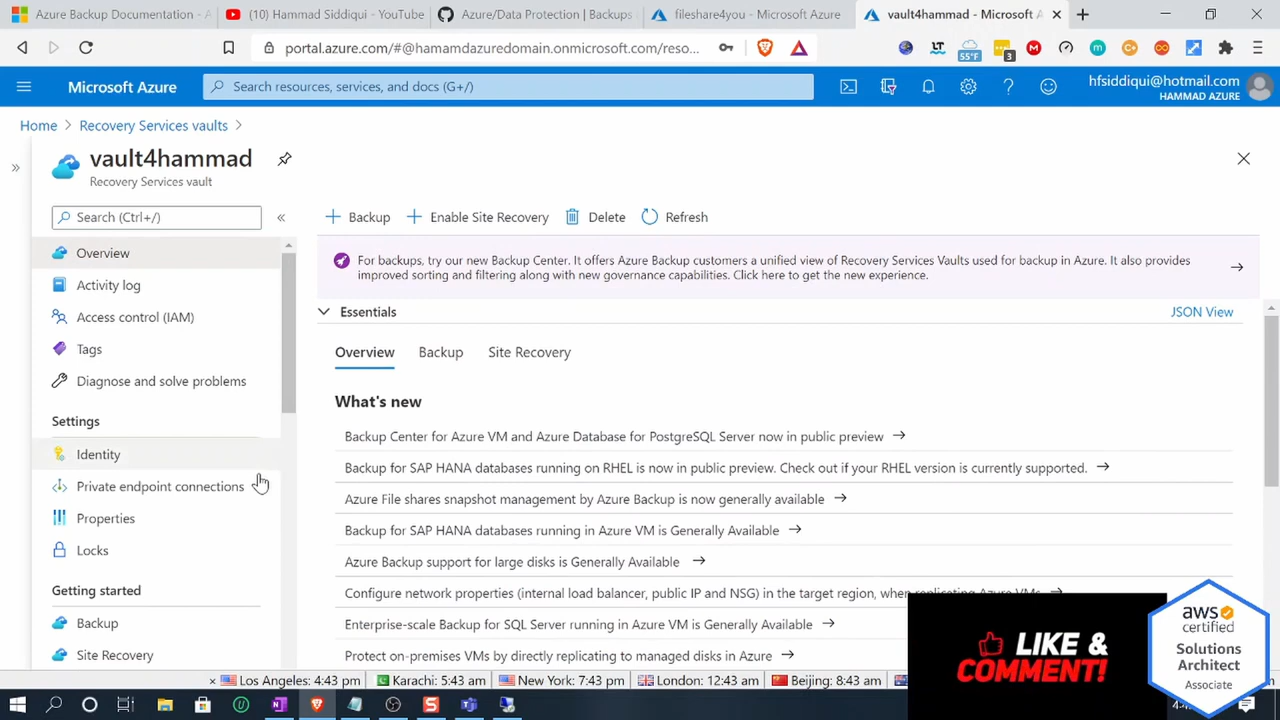 Azure Backup Documentation - A
(10) Hammad Siddiqui - YouTube
Azure/Data Protection | Backups
fileshare4you - Microsoft Azure
vault4hammad - Microsoft A
portal.azure.com/#@hamamdazuredomain.onmicrosoft.com/reso...
LT
55°F
3
Microsoft Azure
Search resources, services, and docs (G+/)
hfsiddiqui@hotmail.com
HAMMAD AZURE
Home > Recovery Services vaults >
vault4hammad
Recovery Services vault
Search (Ctrl+/)
Overview
Activity log
Access control (IAM)
Tags
Diagnose and solve problems
Settings
Identity
Private endpoint connections
Properties
Locks
Getting started
Backup
Site Recovery
Backup
Enable Site Recovery
Delete
Refresh
For backups, try our new Backup Center. It offers Azure Backup customers a unified view of Recovery Services Vaults used for backup in Azure. It also provides
improved sorting and filtering along with new governance capabilities. Click here to get the new experience.
Essentials
JSON View
Overview
Backup
Site Recovery
What's new
Backup Center for Azure VM and Azure Database for PostgreSQL Server now in public preview
Backup for SAP HANA databases running on RHEL is now in public preview. Check out if your RHEL version is currently supported.
Azure File shares snapshot management by Azure Backup is now generally available
Backup for SAP HANA databases running in Azure VM is Generally Available
Azure Backup support for large disks is Generally Available
Configure network properties (internal load balancer, public IP and NSG) in the target region, when replicating Azure VMs
Enterprise-scale Backup for SQL Server running in Azure VM is Generally Available
Protect on-premises VMs by directly replicating to managed disks in Azure
LIKE &
COMMENT!
aws
certified
Solutions
Architect
Associate
Los Angeles: 4:43 pm
Karachi: 5:43 am
New York: 7:43 pm
London: 12:43 am
Beijing: 8:43 am